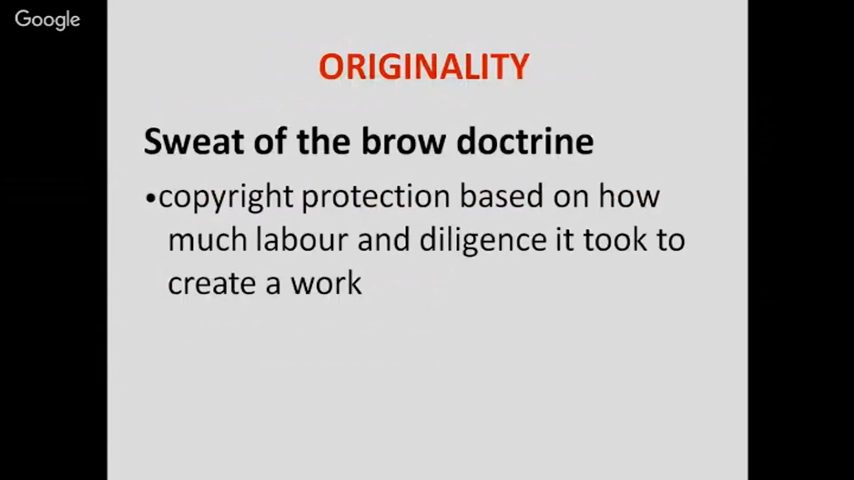 Google
ORIGINALITY
Sweat of the brow doctrine
•copyright protection based on how
much labour and diligence it took to
create a work